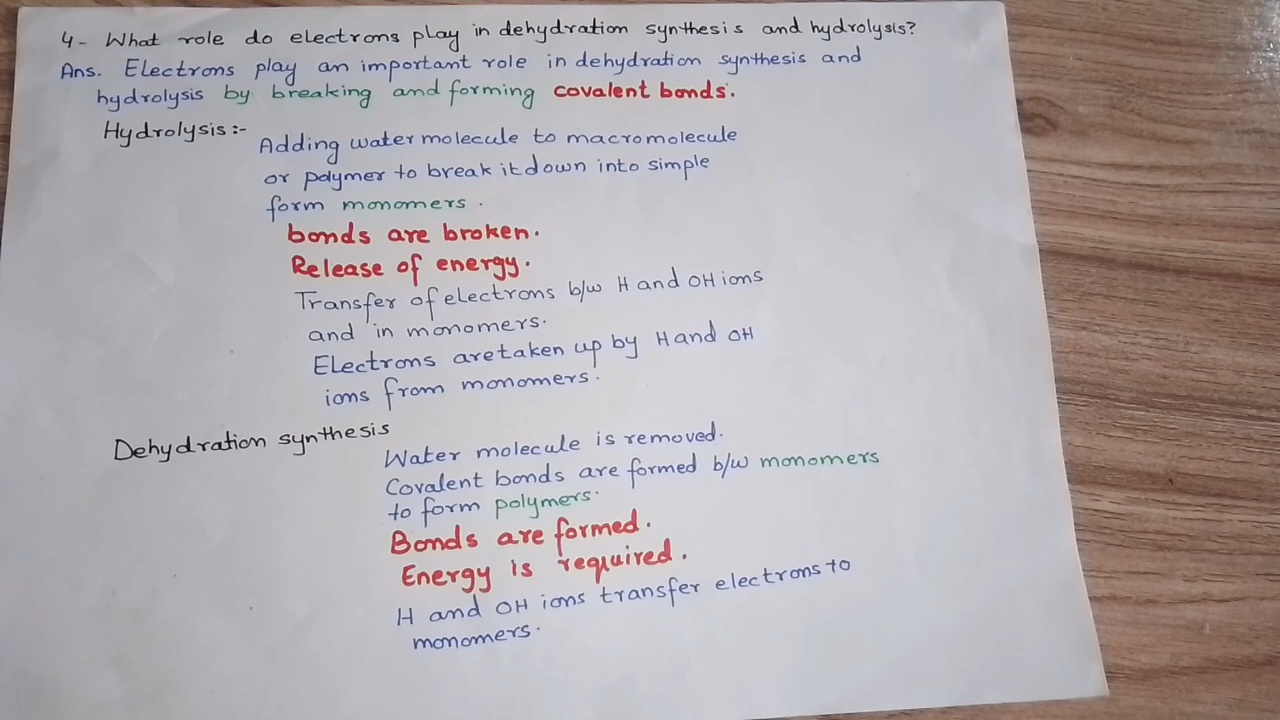 4- What role do electrons play in dehydration synthesis and hydrolysis?
Ans. Electrons play an important role in dehydration synthesis and
hydrolysis by breaking and forming covalent bonds.
Hydrolysis:-
Adding water molecule to macromolecule
or polymer to break it down into simple
form monomers.
bonds are broken.
Release of energy.
Transfer of electrons b/w H and OH ions
and in monomers.
Electrons are taken up by H and OH
ions from monomers.
Dehydration synthesis
Water molecule is removed.
Covalent bonds are formed b/w monomers
to form polymers.
Bonds are formed.
Energy is required.
H and OH ions transfer electrons to
monomers.